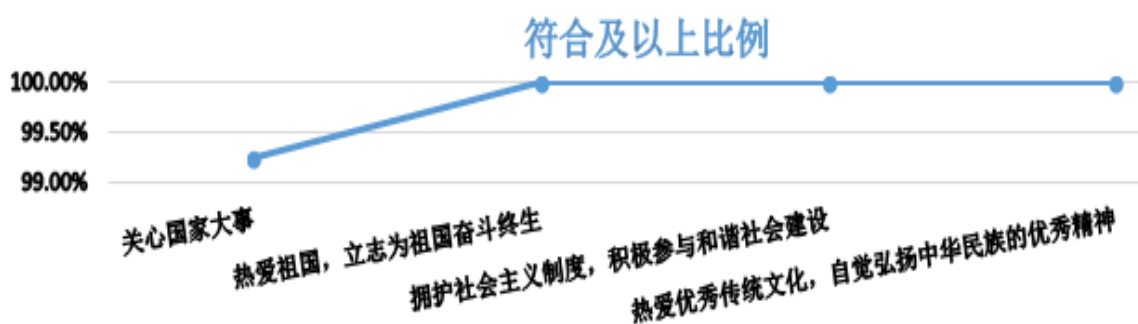 符合及以上比例
100.00%
99.50%
99.00%
关心国家大事
热爱祖国，立志为祖国奋斗终生
拥护社会主义制度，积极参与和谐社会建设
热爱优秀传统文化，自觉弘扬中华民族的优秀精神